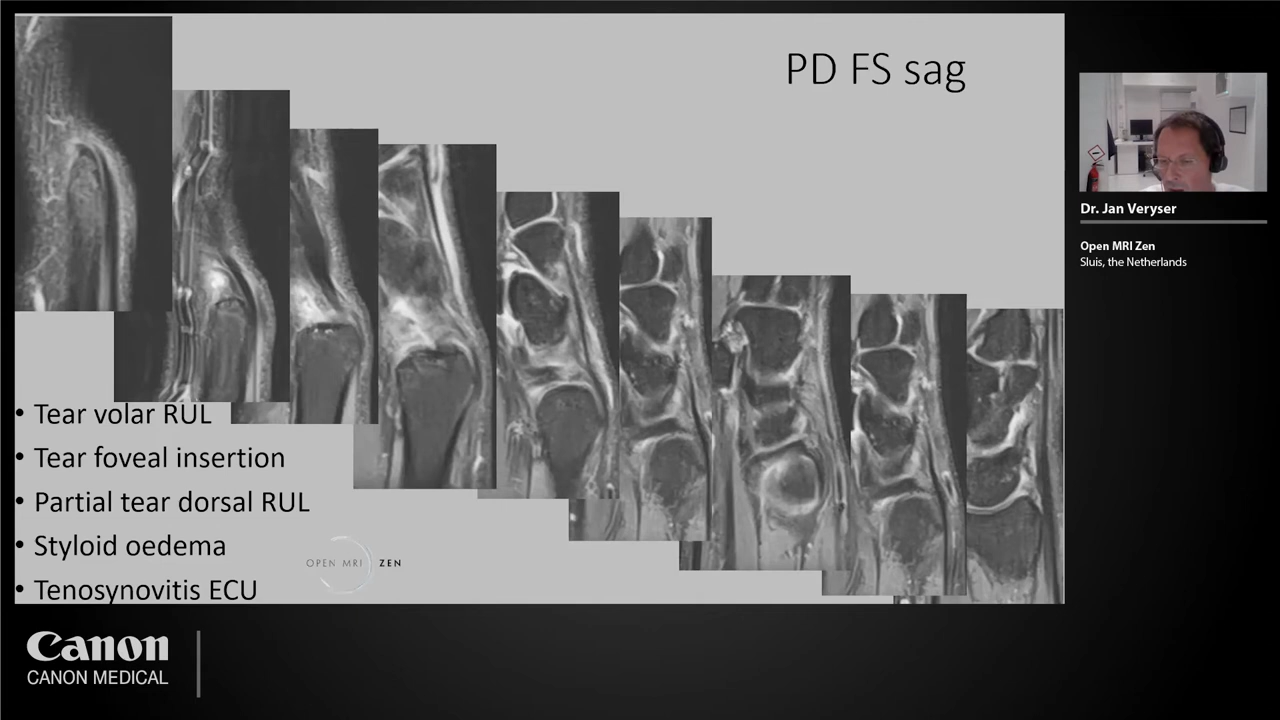 PD FS sag
• Tear volar RUL
• Tear foveal insertion
• Partial tear dorsal RUL
• Styloid oedema
• Tenosynovitis ECU
OPEN MRI ZEN
Dr. Jan Veryser
Open MRI Zen
Sluis, the Netherlands
Canon
CANON MEDICAL